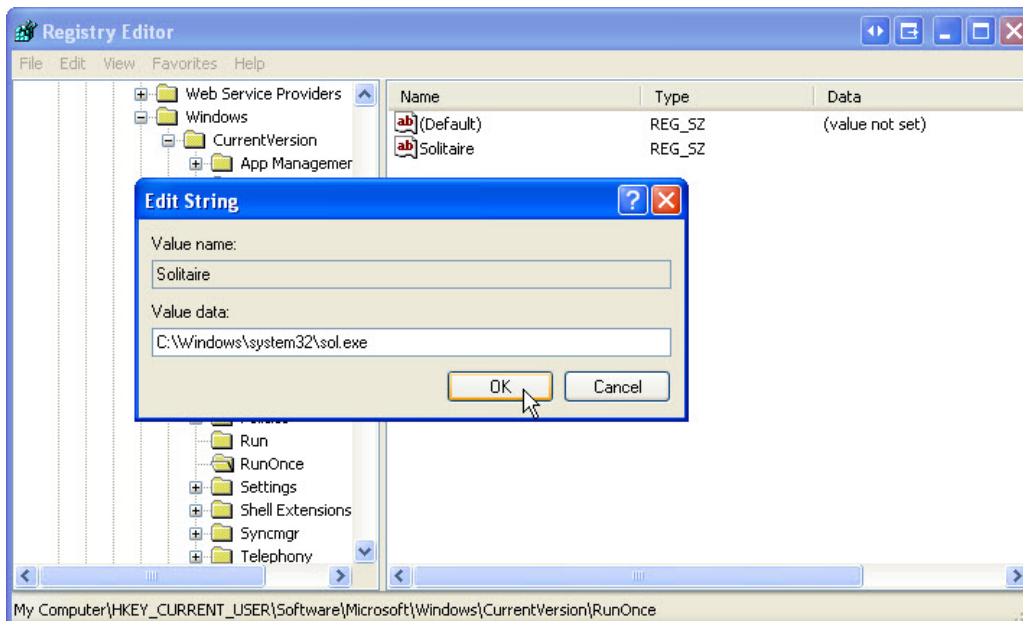 Registry Editor
File Edit View Favorites Help
Web Service Providers
Windows
CurrentVersion
App Managemer
Name Type Data
ab (Default) REG_SZ (value not set)
ab Solitaire REG_SZ
Edit String
Value name:
Solitaire
Value data:
C:\Windows\system32\sol.exe
OK Cancel
Run
RunOnce
Settings
Shell Extensions
Syncmgr
Telephony
My Computer\HKEY_CURRENT_USER\Software\Microsoft\Windows\CurrentVersion\RunOnce